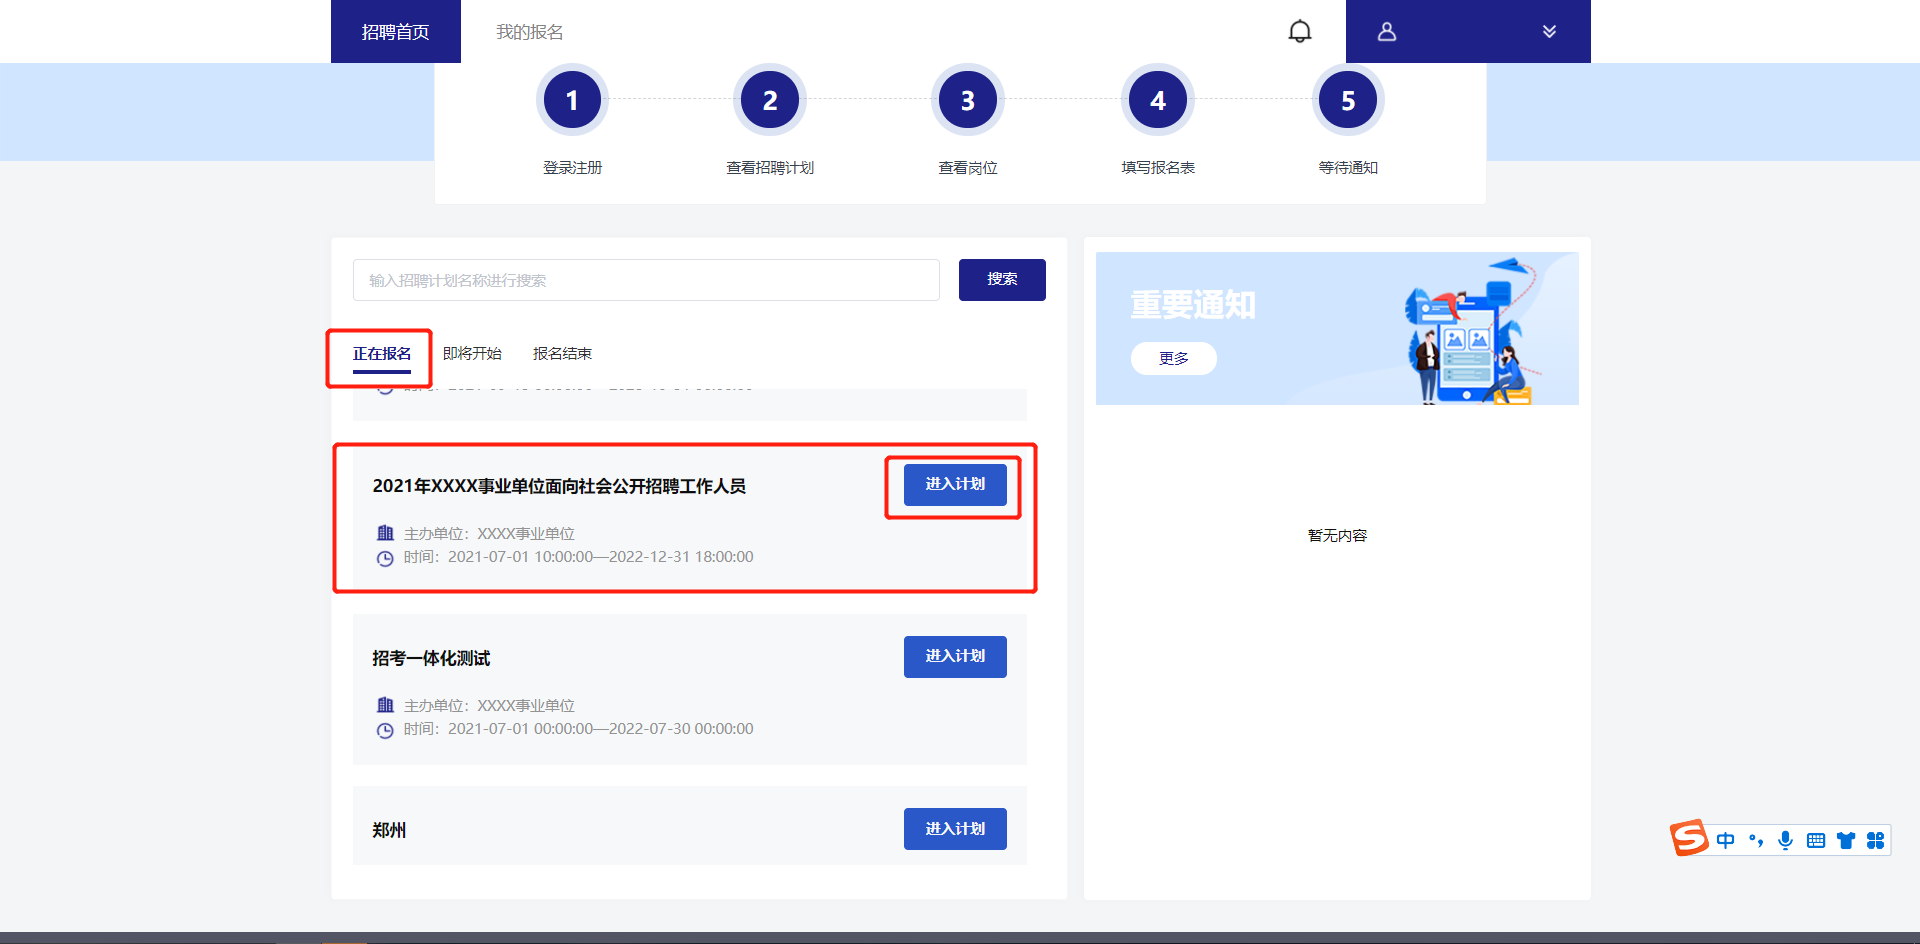 招聘首页
我的报名
1
2
3
4
5
登录注册
查看招聘计划
查看岗位
填写报名表
等待通知
输入招聘计划名称进行搜索
搜索
正在报名
即将开始
报名结束
2021年XXXX事业单位面向社会公开招聘工作人员
进入计划
主办单位：XXXX事业单位
时间：2021-07-01 10:00:00—2022-12-31 18:00:00
招考一体化测试
进入计划
主办单位：XXXX事业单位
时间：2021-07-01 00:00:00—2022-07-30 00:00:00
郑州
进入计划
重要通知
更多
暂无内容
S中